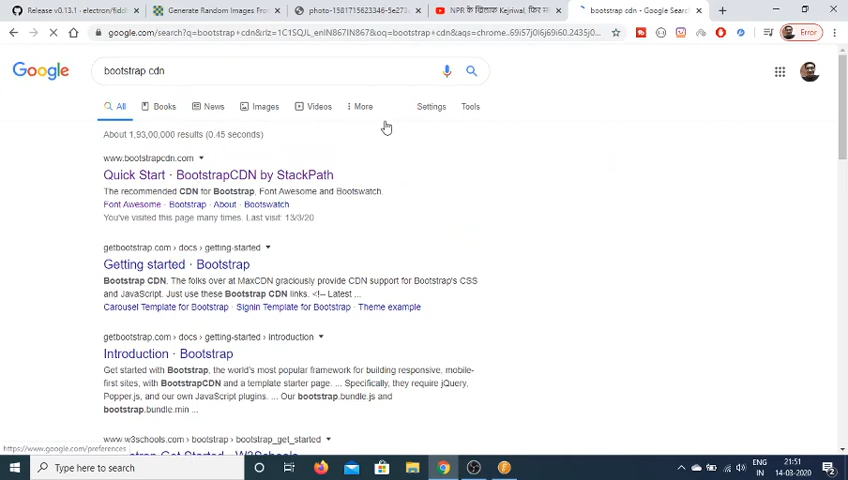 Release v0.13.1 · electron/fiddl
Generate Random Images Fro
photo-1581715623346-5e273
NPR के खिलाफ Kejriwal, फिर
bootstrap cdn - Google Sear
google.com/search?q=bootstrap+cdn&rlz=1C1SQJL_enIN867IN867&oq=bootstrap+cdn&aqs=chrome..69i57j0l6j69i60.2435j0
Error
Google
bootstrap cdn
All
Books
News
Images
Videos
More
Settings
Tools
About 1,93,00,000 results (0.45 seconds)
www.bootstrapcdn.com
Quick Start · BootstrapCDN by StackPath
The recommended CDN for Bootstrap, Font Awesome and Bootswatch.
Font Awesome · Bootstrap · About · Bootswatch
You've visited this page many times. Last visit: 13/3/20
getbootstrap.com › docs › getting-started
Getting started · Bootstrap
Bootstrap CDN. The folks over at MaxCDN graciously provide CDN support for Bootstrap's CSS
and JavaScript. Just use these Bootstrap CDN links. <!-- Latest ...
Carousel Template for Bootstrap · Signin Template for Bootstrap · Theme example
getbootstrap.com › docs › getting-started › introduction
Introduction · Bootstrap
Get started with Bootstrap, the world's most popular framework for building responsive, mobile-
first sites, with BootstrapCDN and a template starter page. ... Specifically, they require jQuery,
Popper.js, and our own JavaScript plugins. ... Our bootstrap.bundle.js and
bootstrap.bundle.min ...
www.w3schools.com › bootstrap › bootstrap_get_started
Get Started - W3Schools
https://www.google.com/preferences
Type here to search
ENG
IN
21:51
14-03-2020
2